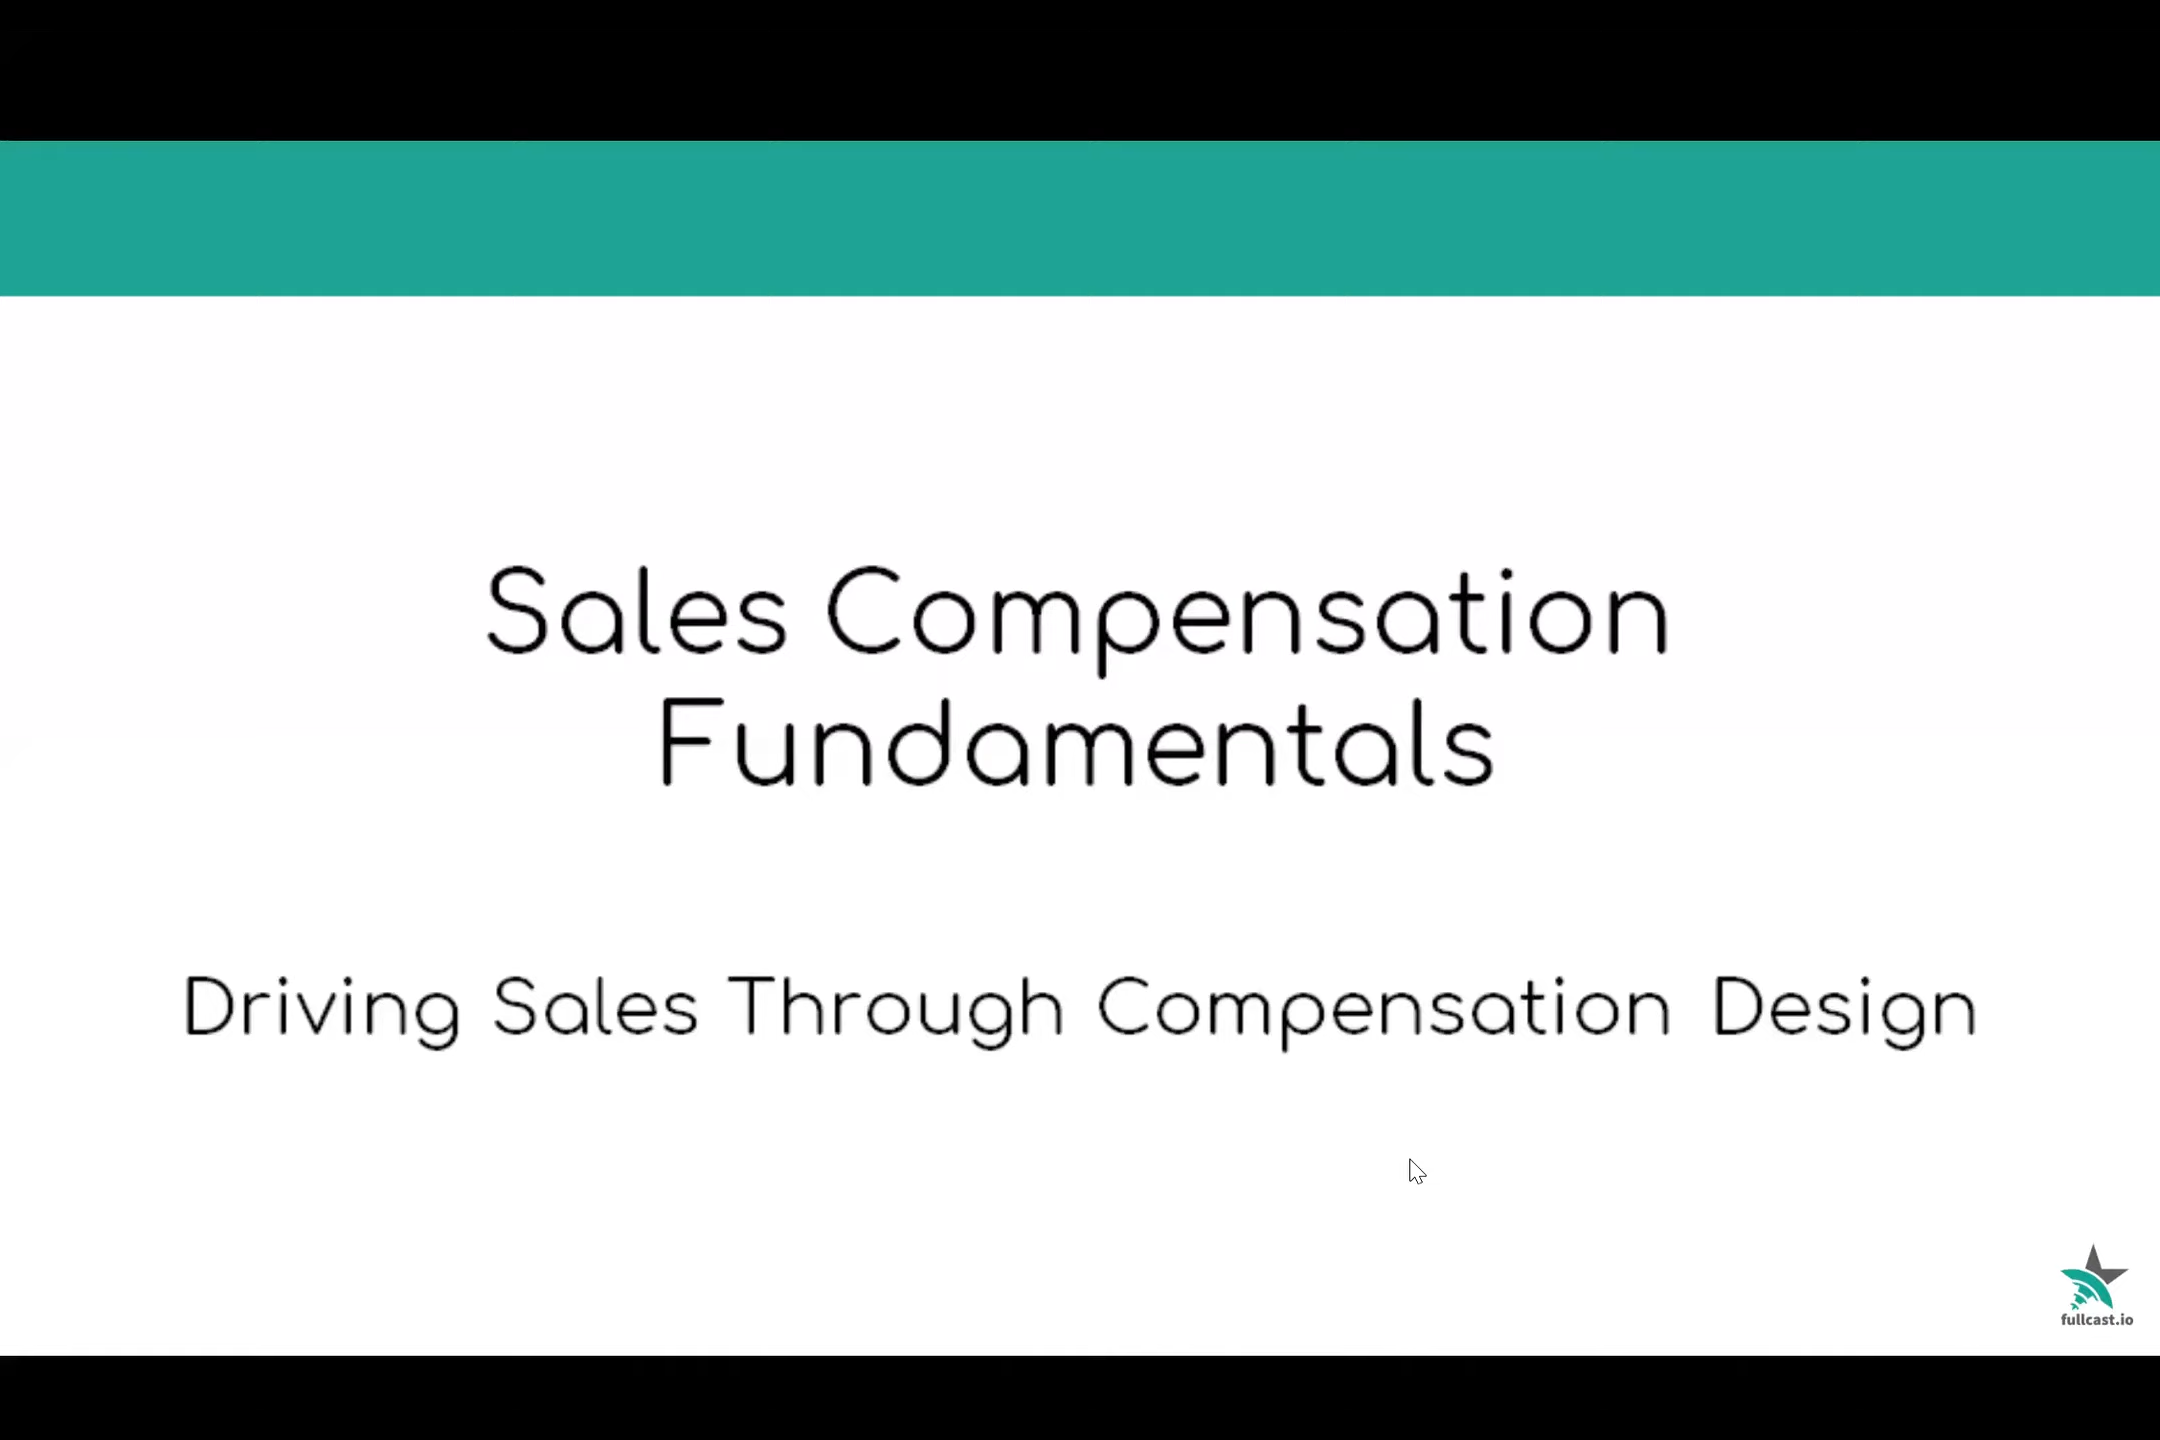 Sales Compensation
Fundamentals
Driving Sales Through Compensation Design
fullcast.io